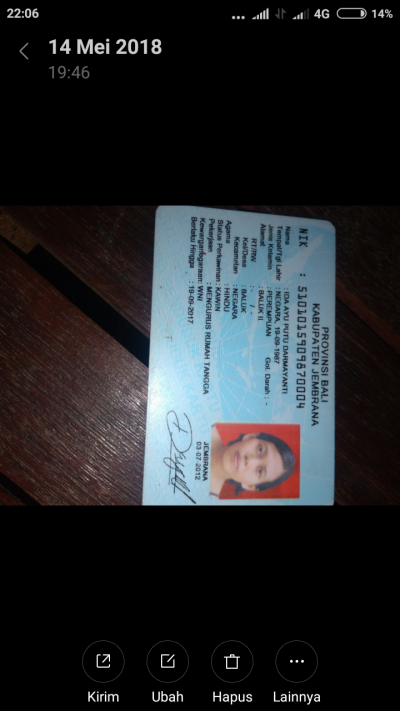 22:06
4G
14%
14 Mei 2018
19:46
PROVINSI BALI
KABUPATEN JEMBRANA
NIK : 5101015909870004
Nama : IDA AYU PUTU DARMAYANTI
Tempat/Tgl Lahir : NEGARA, 19-09-1987
Jenis Kelamin : PEREMPUAN Gol. Darah : -
Alamat : BALUK II
RT/RW : - / -
Kel/Desa : BALUK
Kecamatan : NEGARA
Agama : HINDU
Status Perkawinan : KAWIN
Pekerjaan : MENGURUS RUMAH TANGGA
Kewarganegaraan: WNI
Berlaku Hingga : 19-09-2017
JEMBRANA
03-07-2012
Kirim
Ubah
Hapus
Lainnya